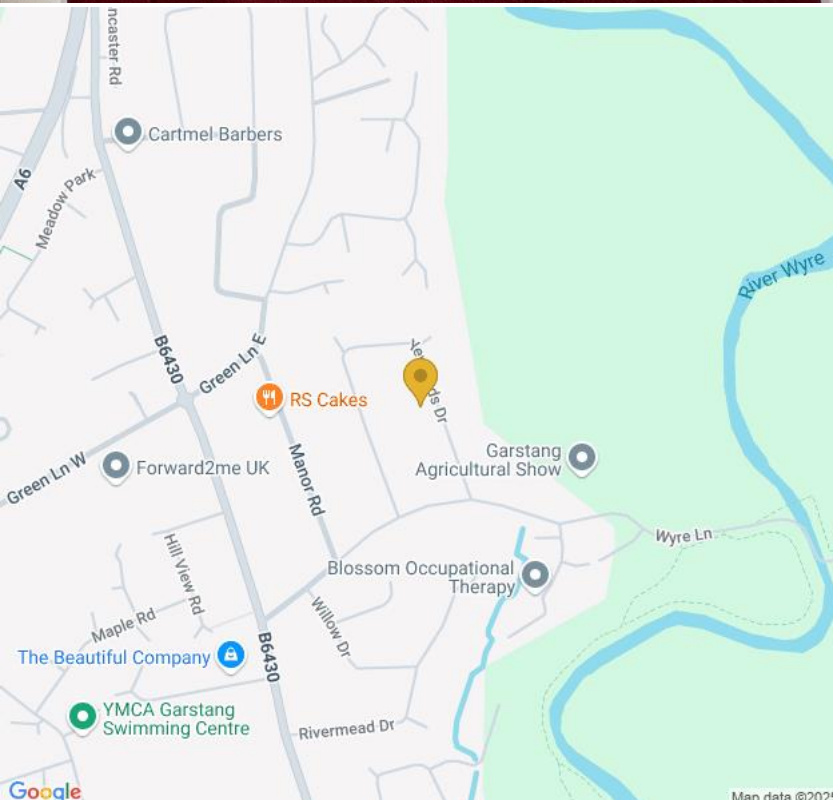 ncaster Rd
Cartmel Barbers
A6
Meadow Park
River Wyre
B6430
Green Ln E
RS Cakes
ds Dr
Garstang
Agricultural Show
Green Ln W
Forward2me UK
Manor Rd
Wyre Ln
Hill View Rd
Blossom Occupational
Therapy
Maple Rd
Willow Dr
The Beautiful Company
B6430
YMCA Garstang
Swimming Centre
Rivermead Dr
Google
Map data ©2025